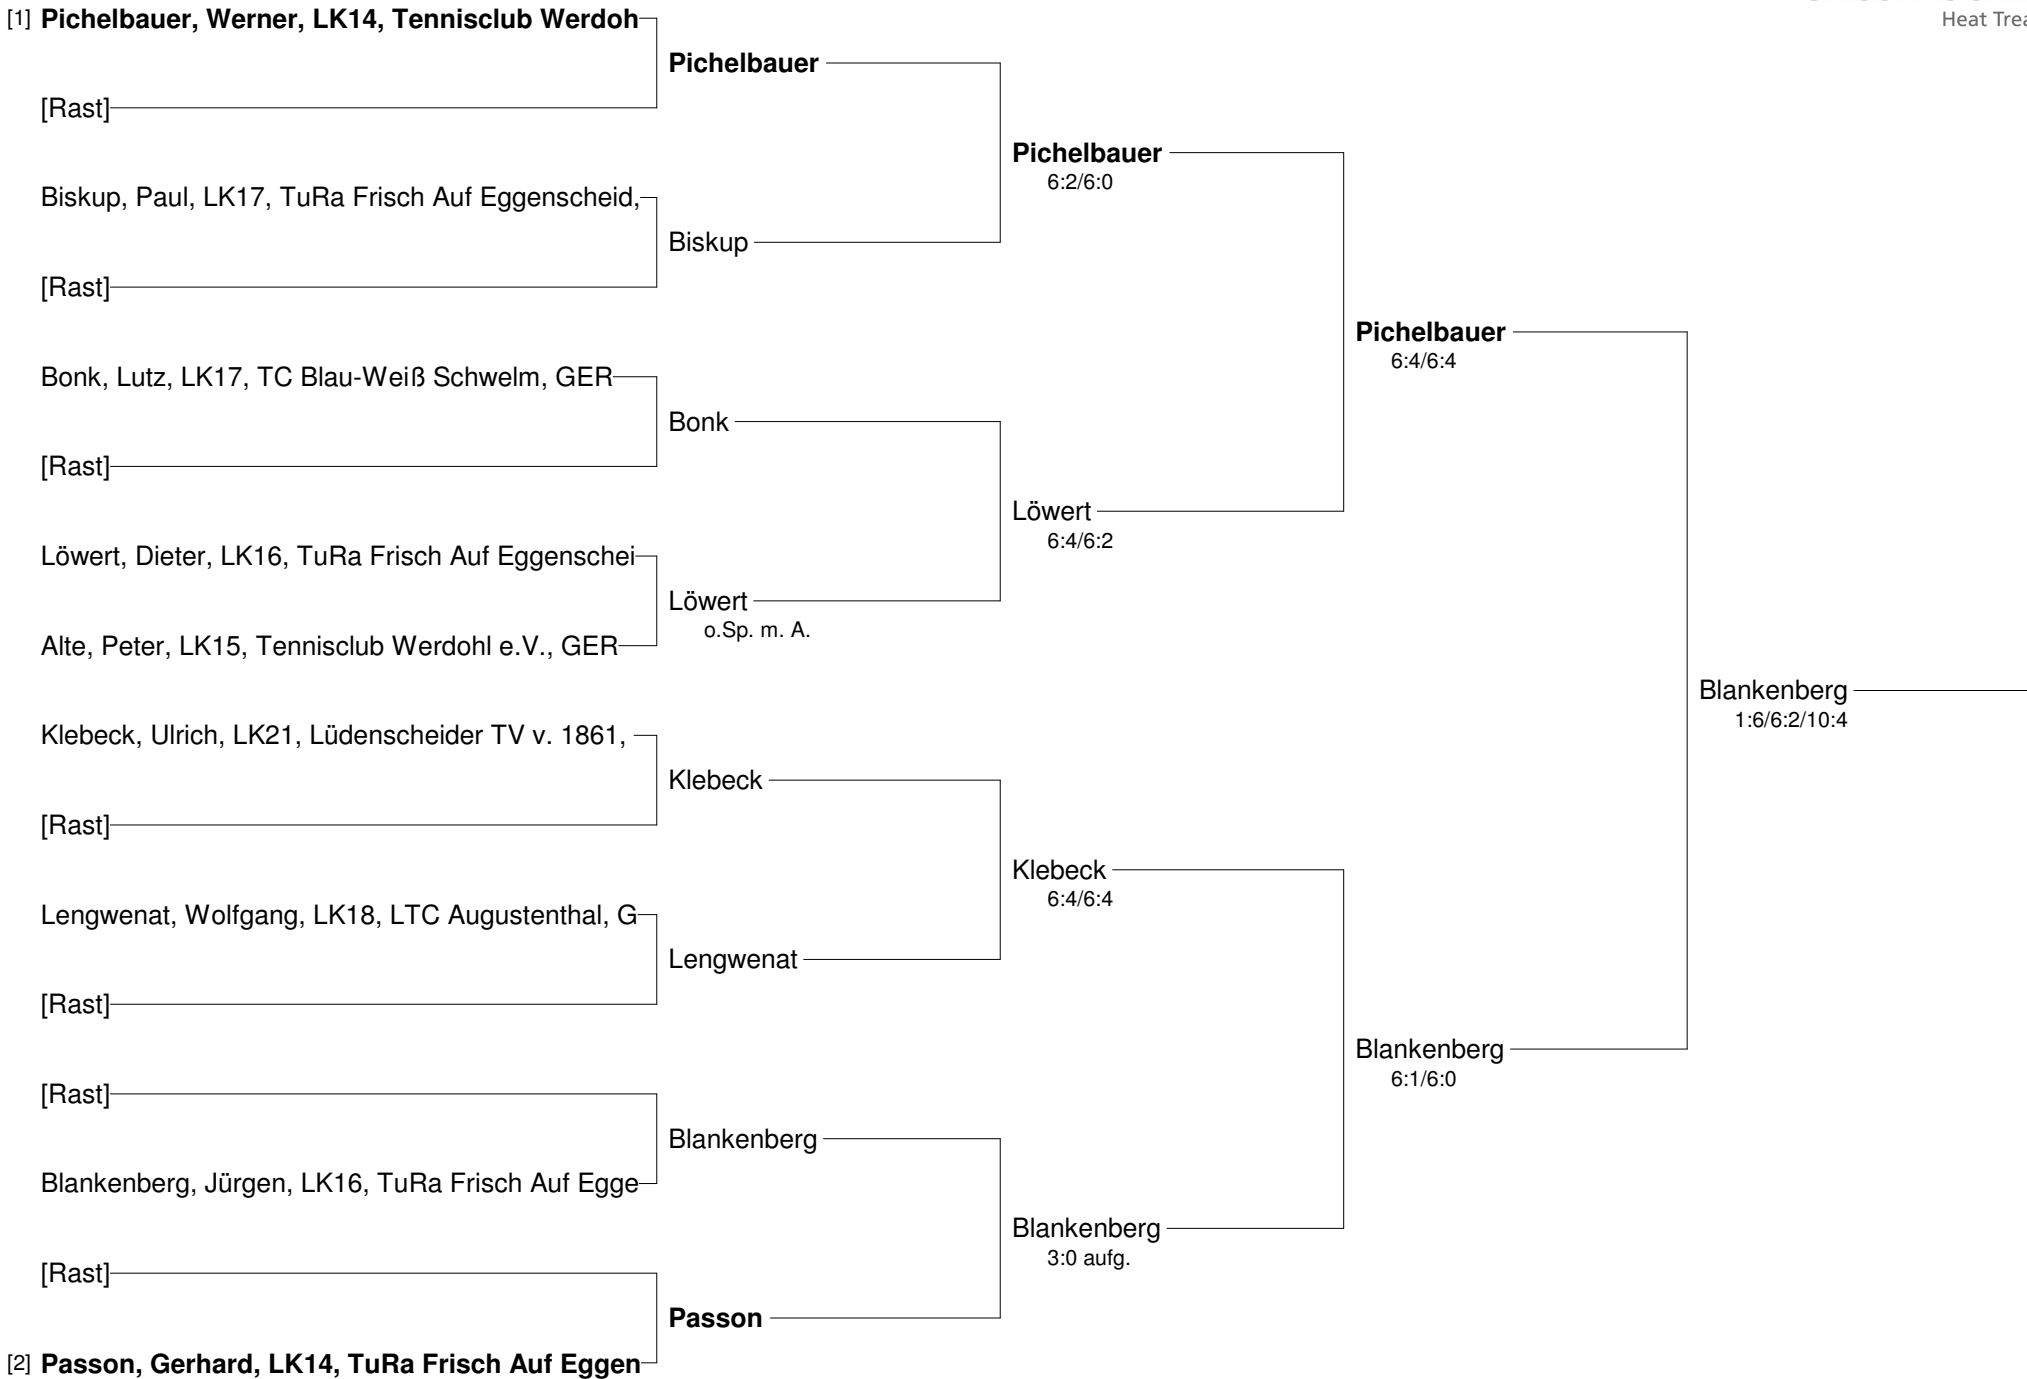 Heat Trea
[1] Pichelbauer, Werner, LK14, Tennisclub Werdoh
Pichelbauer
[Rast]
Pichelbauer
6:2/6:0
Biskup, Paul, LK17, TuRa Frisch Auf Eggenscheid,
Biskup
[Rast]
Pichelbauer
6:4/6:4
Bonk, Lutz, LK17, TC Blau-Weiß Schwelm, GER
Bonk
[Rast]
Löwert
6:4/6:2
Löwert, Dieter, LK16, TuRa Frisch Auf Eggenschei
Löwert
o.Sp. m. A.
Alte, Peter, LK15, Tennisclub Werdohl e.V., GER
Blankenberg
1:6/6:2/10:4
Klebeck, Ulrich, LK21, Lüdenscheider TV v. 1861,
Klebeck
[Rast]
Klebeck
6:4/6:4
Lengwenat, Wolfgang, LK18, LTC Augustenthal, G
Lengwenat
[Rast]
Blankenberg
6:1/6:0
[Rast]
Blankenberg
Blankenberg, Jürgen, LK16, TuRa Frisch Auf Egge
Blankenberg
3:0 aufg.
[Rast]
Passon
[2] Passon, Gerhard, LK14, TuRa Frisch Auf Eggen